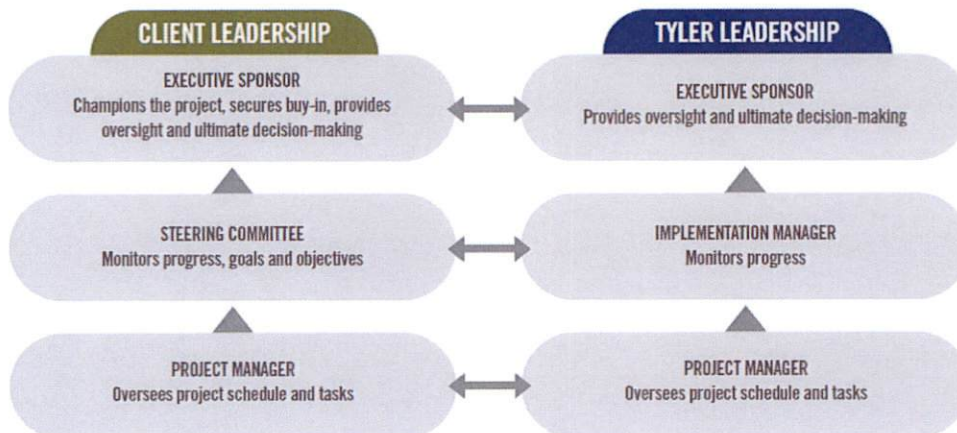 CLIENT LEADERSHIP
EXECUTIVE SPONSOR
Champions the project, secures buy-in, provides
oversight and ultimate decision-making
STEERING COMMITTEE
Monitors progress, goals and objectives
PROJECT MANAGER
Oversees project schedule and tasks
TYLER LEADERSHIP
EXECUTIVE SPONSOR
Provides oversight and ultimate decision-making
IMPLEMENTATION MANAGER
Monitors progress
PROJECT MANAGER
Oversees project schedule and tasks